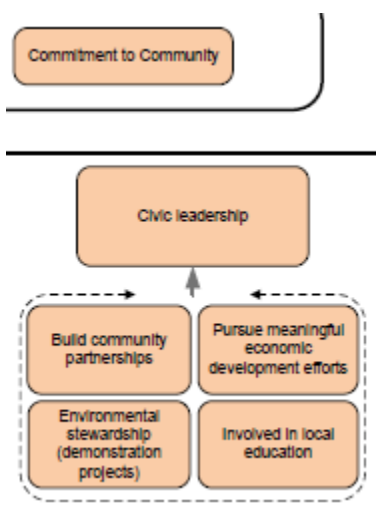 Commitment to Community
Civic leadership
Build community
partnerships
Pursue meaningful
economic
development efforts
Environmental
stewardship
(demonstration
projects)
Involved in local
education